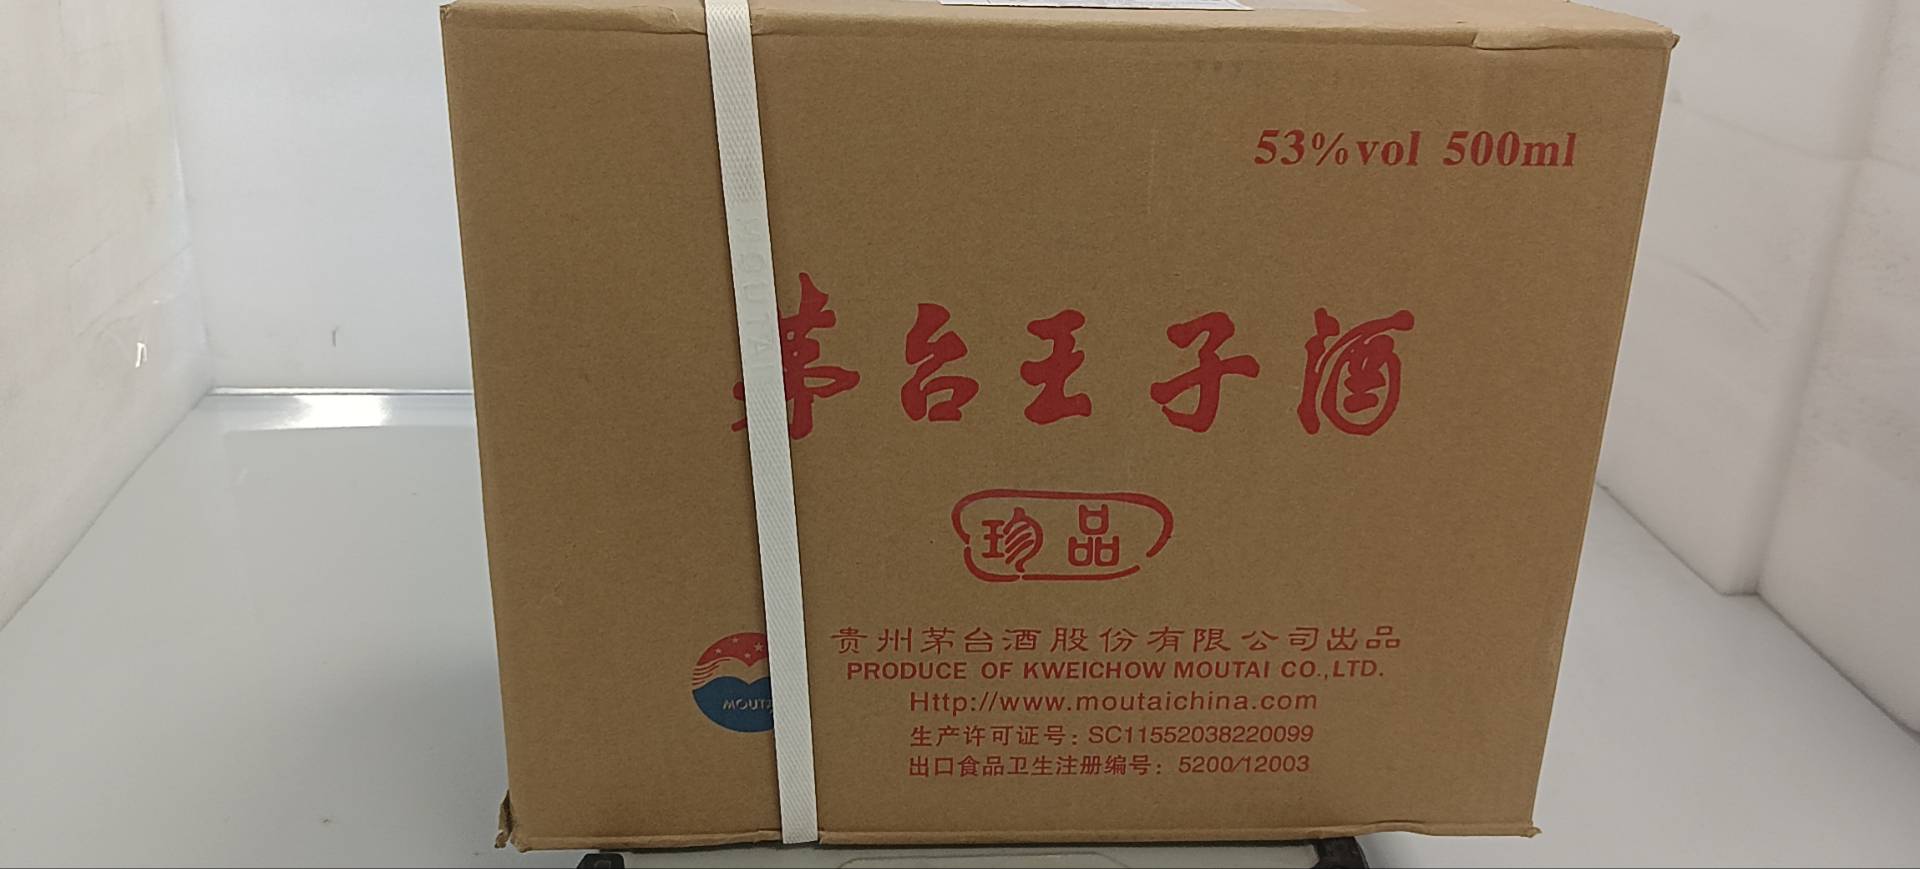 53%vol 500ml
MOUTAI
茅台王子酒
珍品
贵州茅台酒股份有限公司出品
PRODUCE OF KWEICHOW MOUTAI CO.,LTD.
Http://www.moutaichina.com
MOUTA
生产许可证号：SC11552038220099
出口食品卫生注册编号：5200/12003